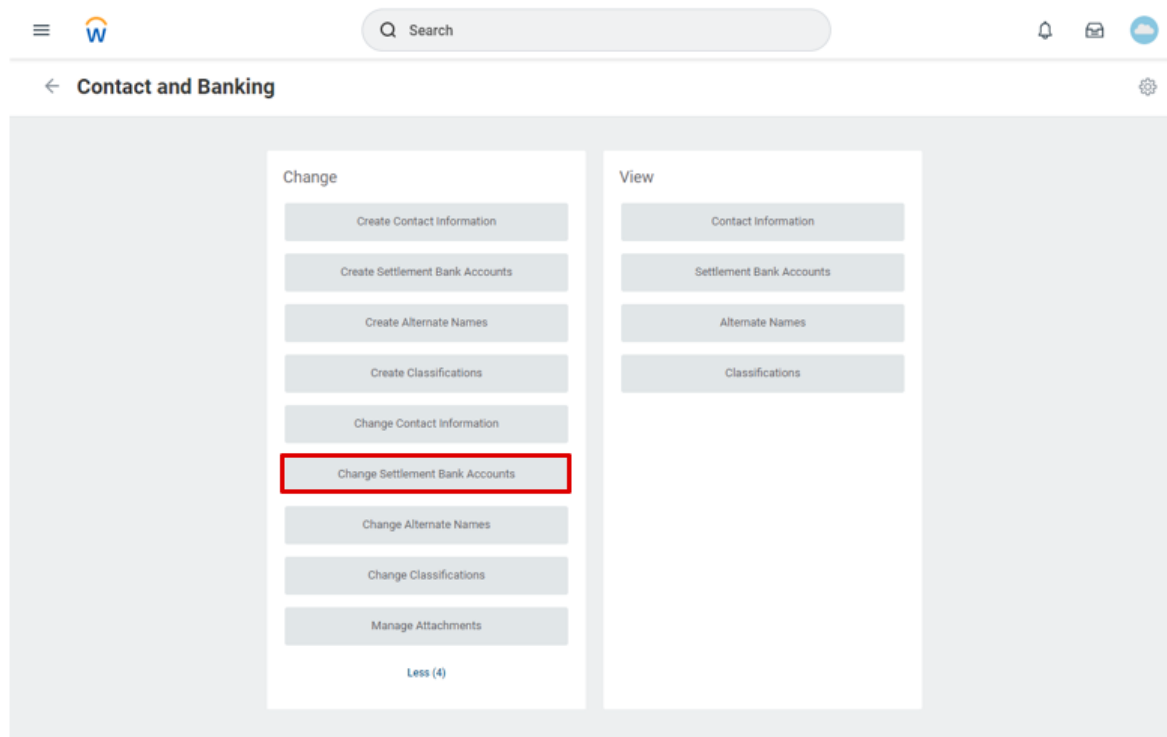 Search
Contact and Banking
Change
Create Contact Information
Create Settlement Bank Accounts
Create Alternate Names
Create Classifications
Change Contact Information
Change Settlement Bank Accounts
Change Alternate Names
Change Classifications
Manage Attachments
Less (4)
View
Contact Information
Settlement Bank Accounts
Alternate Names
Classifications